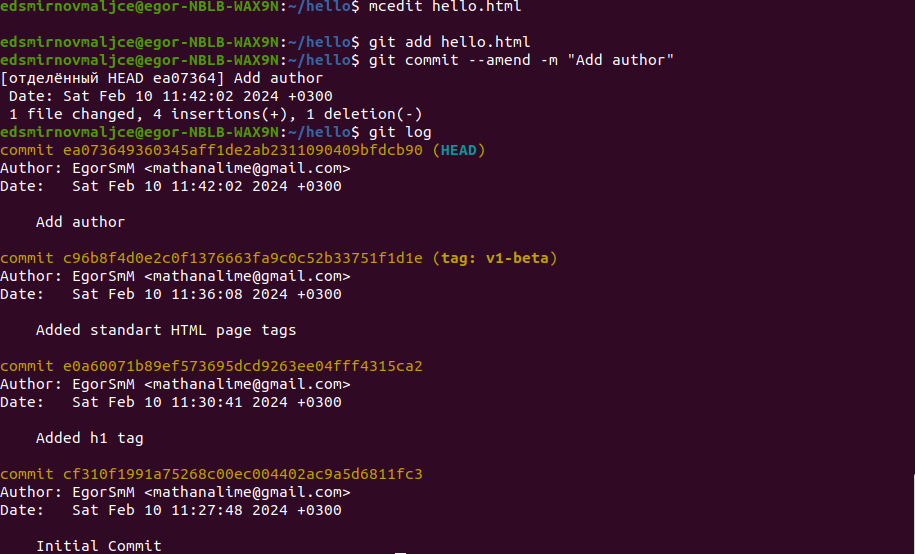 edsmirnovmaljce@egor-NBLB-WAX9N:~/hello$ mcedit hello.html
edsmirnovmaljce@egor-NBLB-WAX9N:~/hello$ git add hello.html
edsmirnovmaljce@egor-NBLB-WAX9N:~/hello$ git commit --amend -m "Add author"
[отделённый HEAD ea07364] Add author
 Date: Sat Feb 10 11:42:02 2024 +0300
 1 file changed, 4 insertions(+), 1 deletion(-)
edsmirnovmaljce@egor-NBLB-WAX9N:~/hello$ git log
commit ea073649360345aff1de2ab2311090409bfdcb90 (HEAD)
Author: EgorSmM <mathanalime@gmail.com>
Date:   Sat Feb 10 11:42:02 2024 +0300
    Add author
commit c96b8f4d0e2c0f1376663fa9c0c52b33751f1d1e (tag: v1-beta)
Author: EgorSmM <mathanalime@gmail.com>
Date:   Sat Feb 10 11:36:08 2024 +0300
    Added standart HTML page tags
commit e0a60071b89ef573695dcd9263ee04fff4315ca2
Author: EgorSmM <mathanalime@gmail.com>
Date:   Sat Feb 10 11:30:41 2024 +0300
    Added h1 tag
commit cf310f1991a75268c00ec004402ac9a5d6811fc3
Author: EgorSmM <mathanalime@gmail.com>
Date:   Sat Feb 10 11:27:48 2024 +0300
    Initial Commit